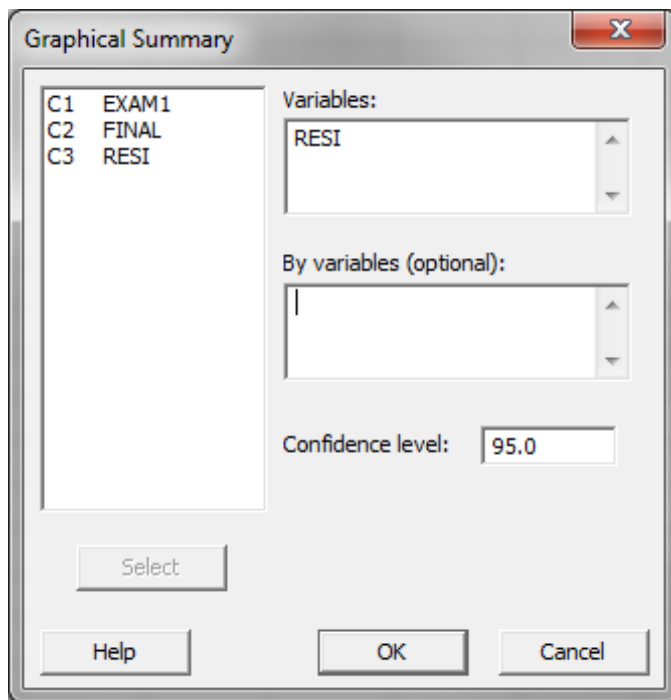 Graphical Summary
C1 EXAM1
C2 FINAL
C3 RESI
Variables:
RESI
By variables (optional):
Confidence level: 95.0
Select
Help
OK
Cancel